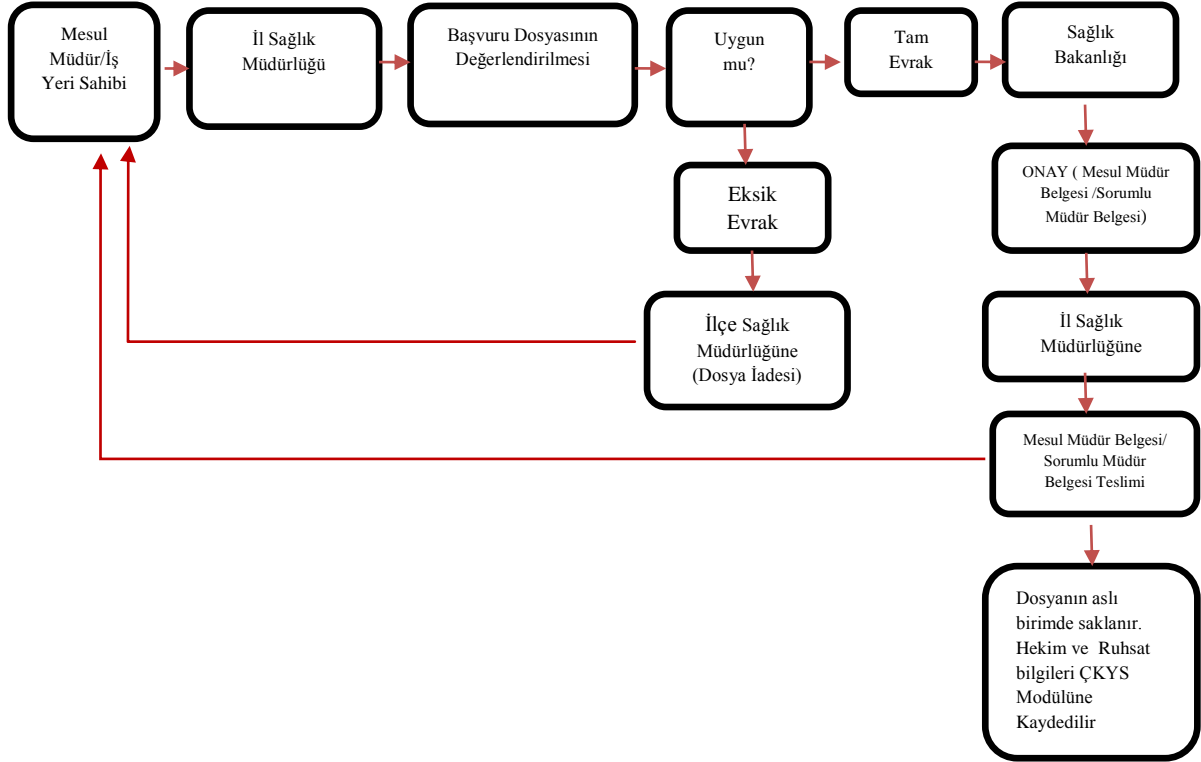 Mesul
Müdür/İş
Yeri Sahibi
İl Sağlık
Müdürlüğü
Başvuru Dosyasının
Değerlendirilmesi
Uygun
mu?
Tam
Evrak
Sağlık
Bakanlığı
Eksik
Evrak
İlçe Sağlık
Müdürlüğüne
(Dosya İadesi)
ONAY ( Mesul Müdür
Belgesi /Sorumlu
Müdür Belgesi)
İl Sağlık
Müdürlüğüne
Mesul Müdür Belgesi/
Sorumlu Müdür
Belgesi Teslimi
Dosyanın aslı
birimde saklanır.
Hekim ve Ruhsat
bilgileri ÇKYS
Modülüne
Kaydedilir